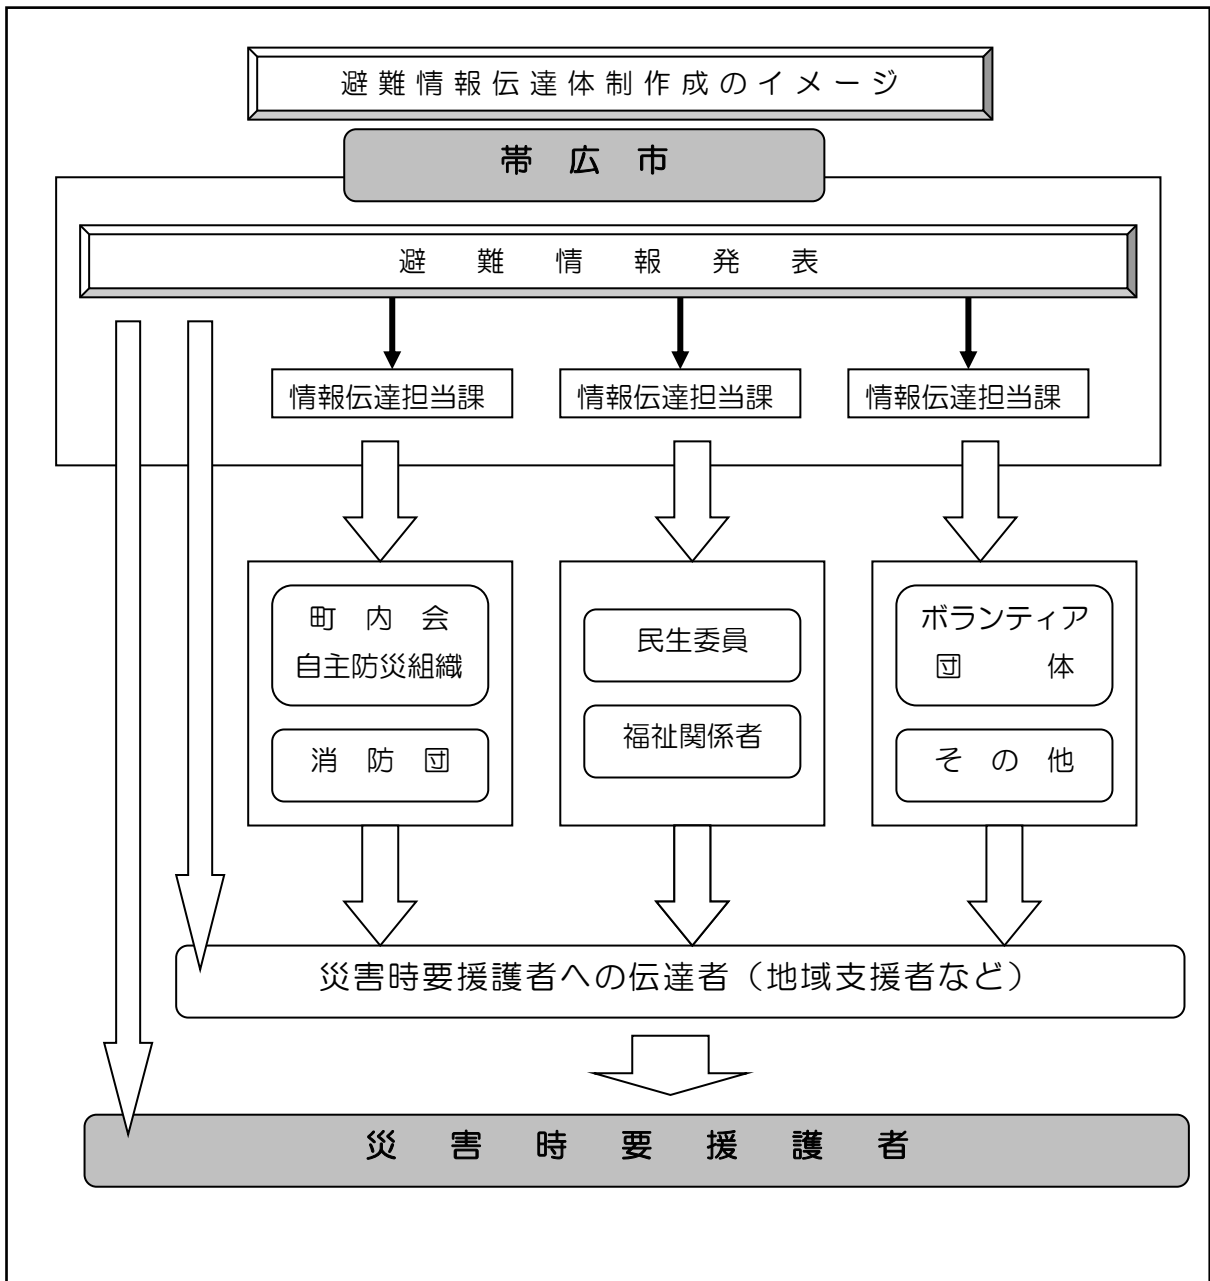 避難情報伝達体制作成のイメージ
帯広市
避難情報発表
情報伝達担当課
情報伝達担当課
情報伝達担当課
町内会
自主防災組織
消防団
民生委員
福祉関係者
ボランティア
団体
その他
災害時要援護者への伝達者（地域支援者など）
災害時要援護者